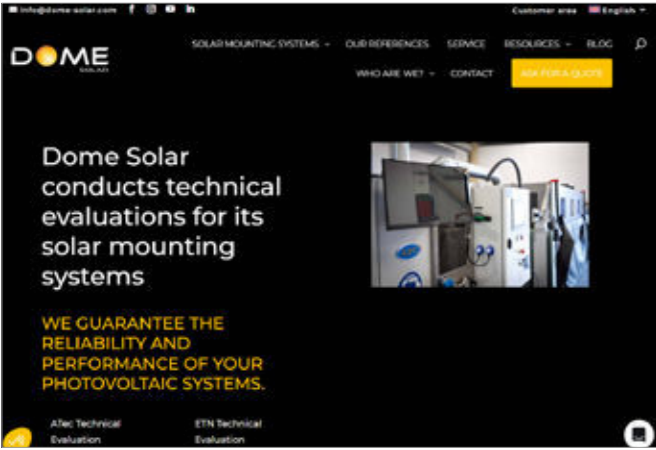 info@dome-solar.com
Customer area English
SOLAR MOUNTING SYSTEMS OUR REFERENCES SERVICE RESOURCES BLOG
DOME
SOLAR
WHO ARE WE? CONTACT ASK FOR A QUOTE
Dome Solar
conducts technical
evaluations for its
solar mounting
systems
WE GUARANTEE THE
RELIABILITY AND
PERFORMANCE OF YOUR
PHOTOVOLTAIC SYSTEMS.
ATec Technical
Evaluation
ETN Technical
Evaluation